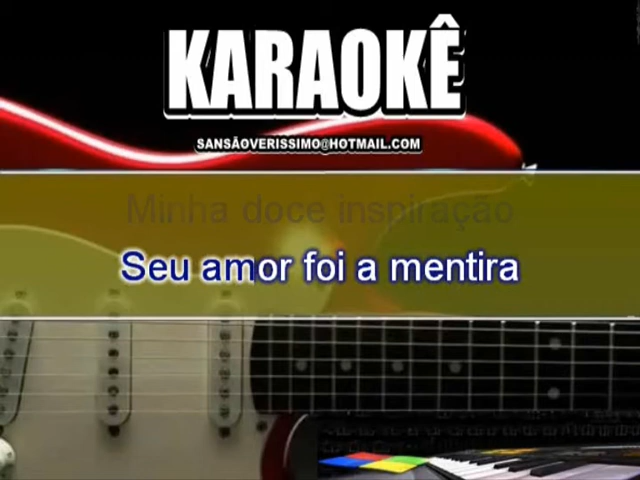 KARAOKÊ
SANSÃOVERISSIMO@HOTMAIL.COM
Minha doce inspiração
Seu amor foi a mentira